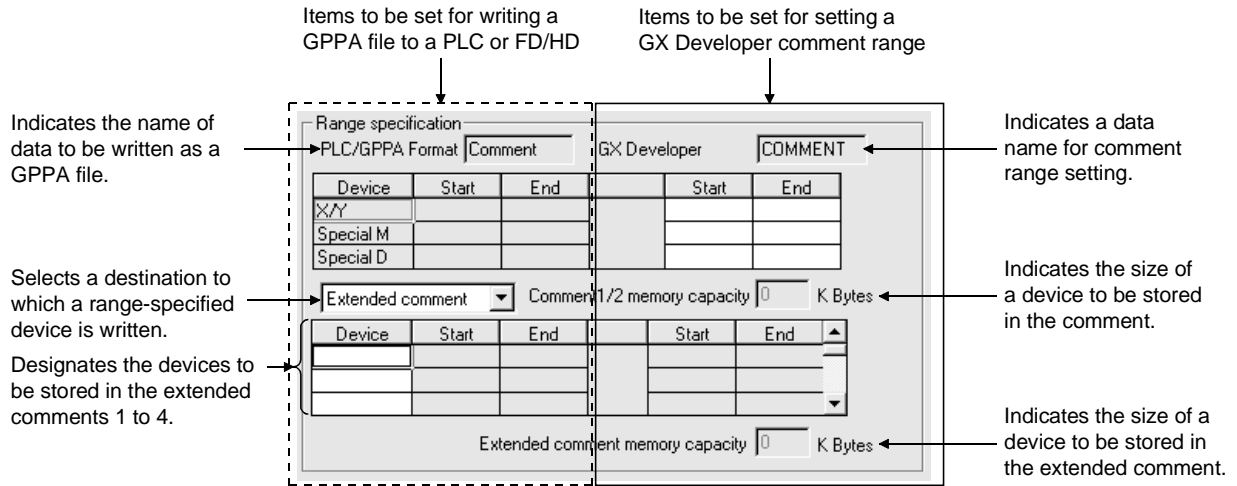 Items to be set for writing a
GPPA file to a PLC or FD/HD
Items to be set for setting a
GX Developer comment range
Indicates the name of
data to be written as a
GPPA file.
Range specification
PLC/GPPA Format Comment GX Developer COMMENT
Indicates a data
name for comment
range setting.
Device Start End Start End
X/Y
Special M
Special D
Selects a destination to
which a range-specified
device is written.
Extended comment Comment1/2 memory capacity 0 K Bytes
Indicates the size of
a device to be stored
in the comment.
Designates the devices to
be stored in the extended
comments 1 to 4.
Device Start End Start End
Extended comment memory capacity 0 K Bytes
Indicates the size of a
device to be stored in
the extended comment.